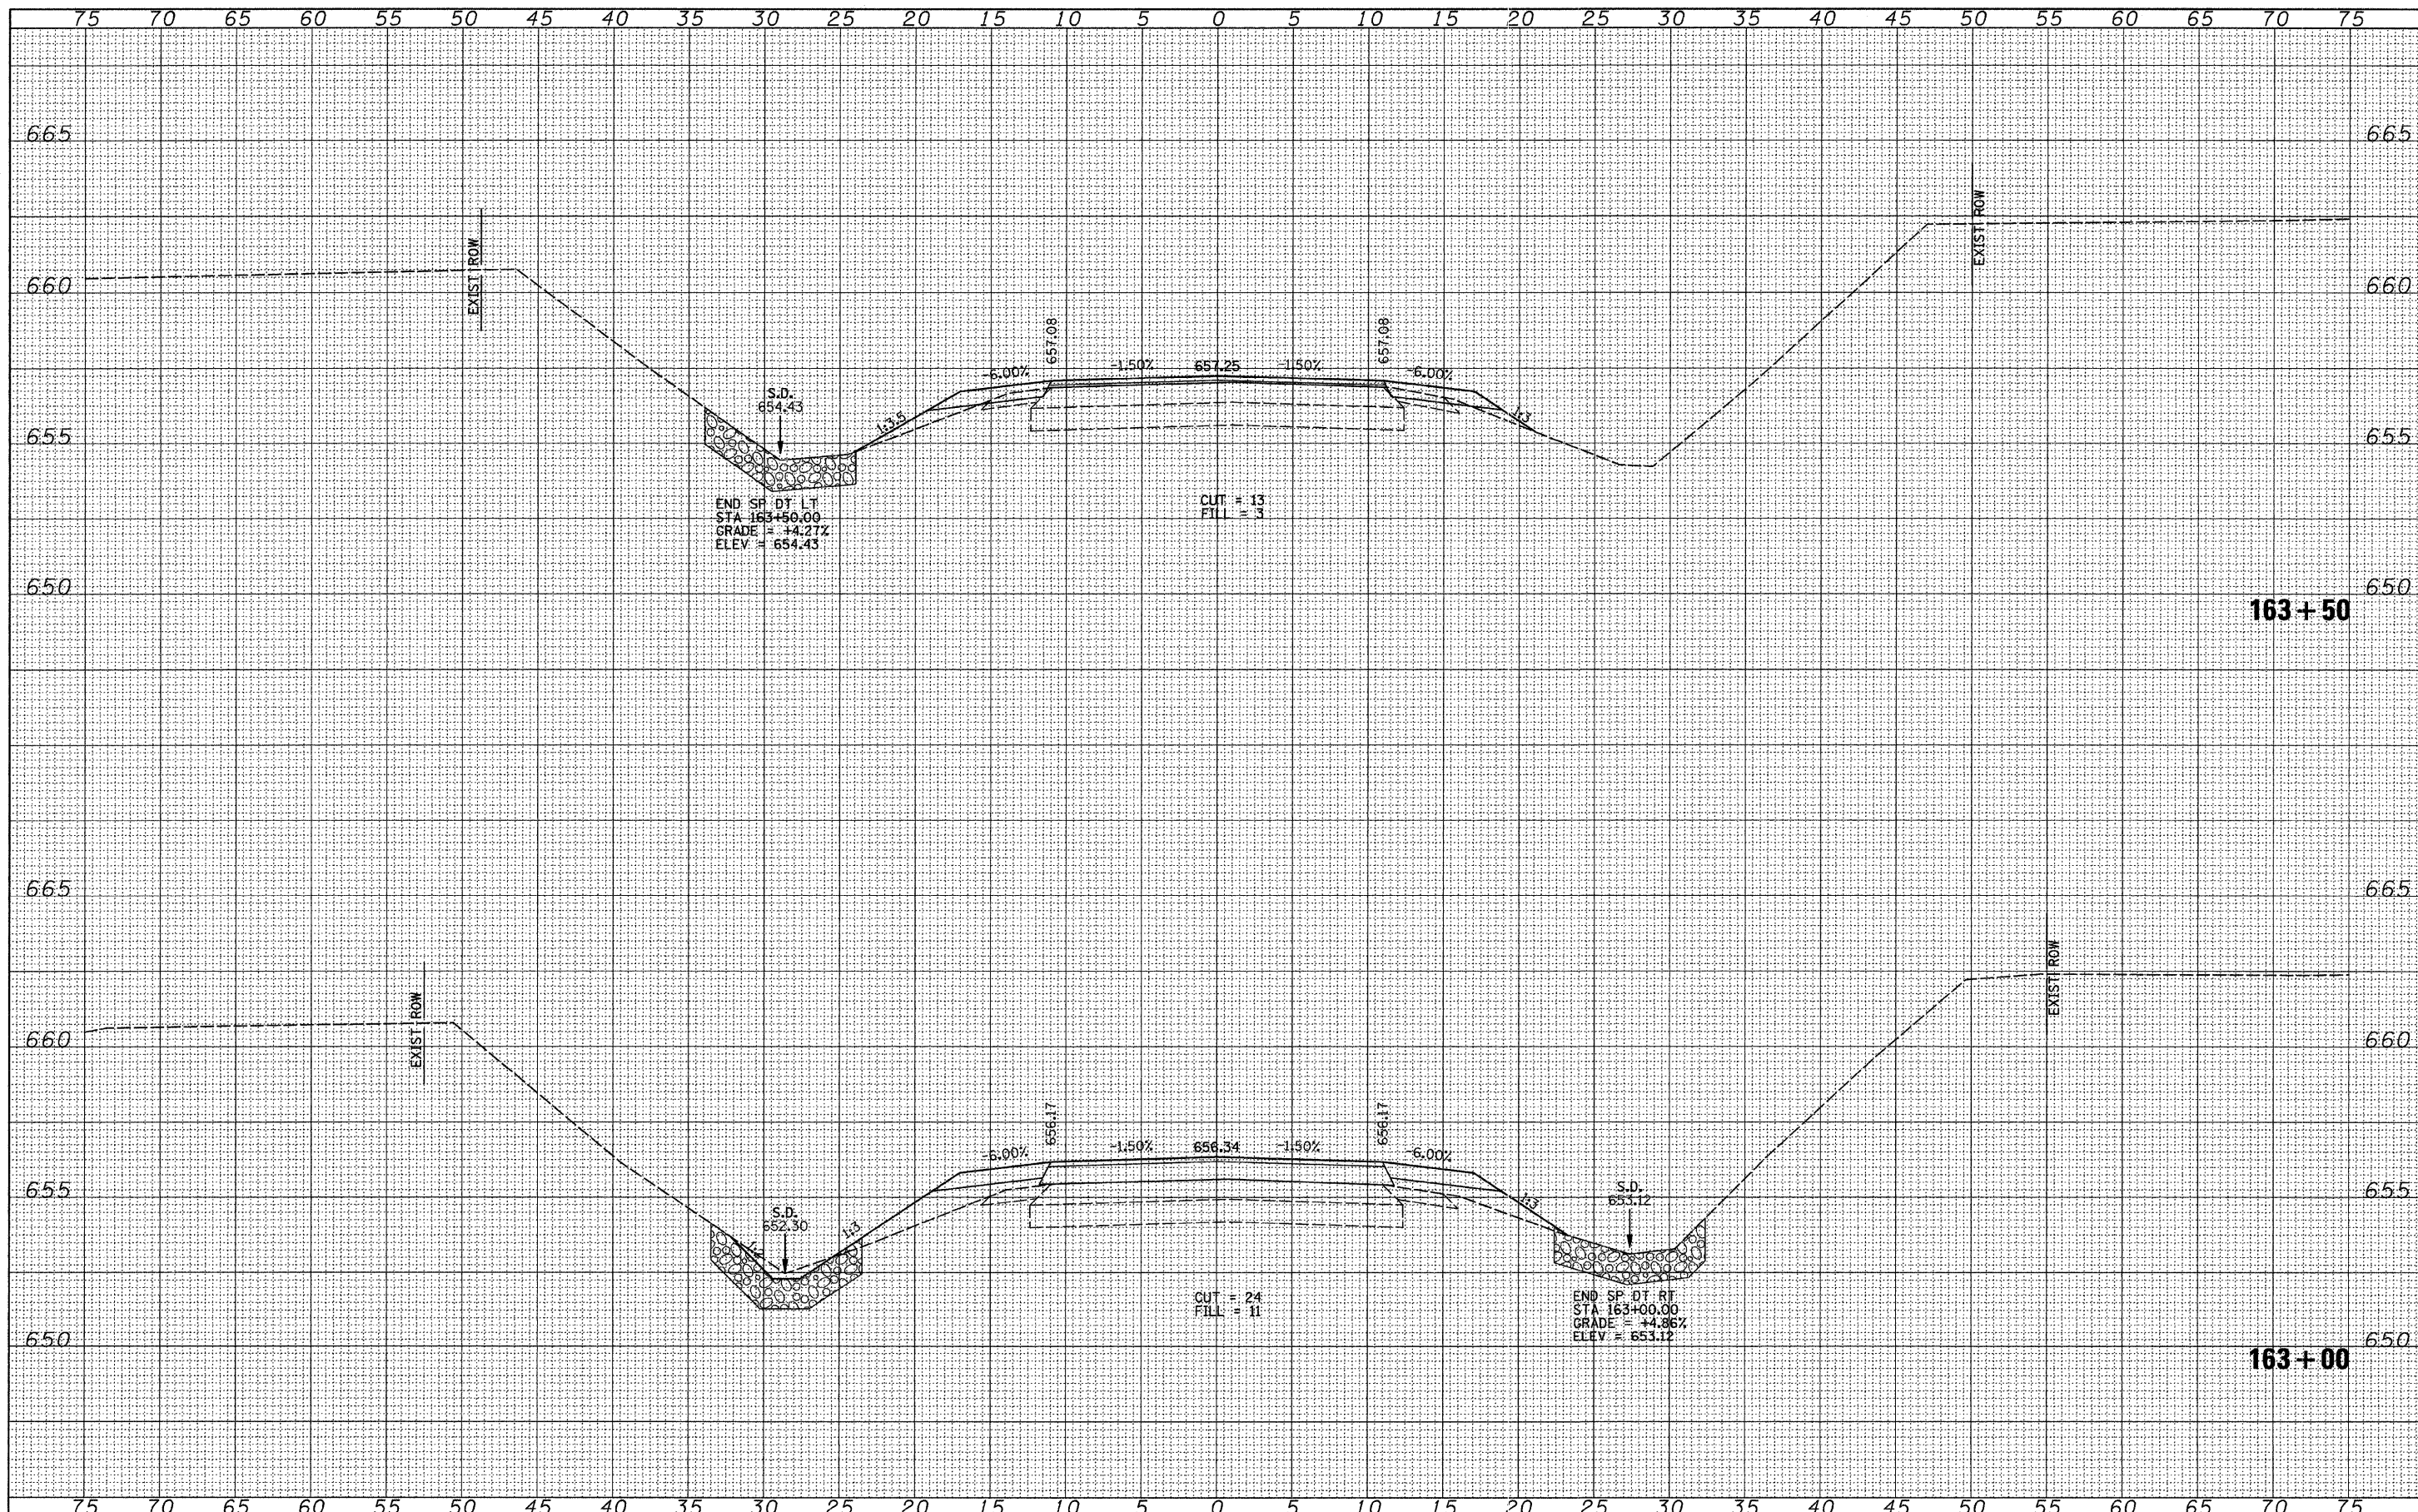 75 70 65 60 55 50 45 40 35 30 25 20 15 10 5 0 5 10 15 20 25 30 35 40 45 50 55 60 65 70 75
665 665
EXIST ROW
EXIST ROW
660 660
657.08
657.08
-6.00% -1.50% 657.25 -1.50% -6.00%
S.D.
654.43
1:3.5
1:3
655 655
END SP DT LT
STA 163+50.00
GRADE = +4.27%
ELEV = 654.43
CUT = 13
FILL = 3
650 650
163+50
665 665
EXIST ROW
EXIST ROW
660 660
656.17
656.17
-6.00% -1.50% 656.34 -1.50% -6.00%
655 655
S.D.
653.12
1:3
S.D.
652.30
1:2
1:3
CUT = 24
FILL = 11
END SP DT RT
STA 163+00.00
GRADE = +4.86%
ELEV = 653.12
650 650
163+00
75 70 65 60 55 50 45 40 35 30 25 20 15 10 5 0 5 10 15 20 25 30 35 40 45 50 55 60 65 70 75